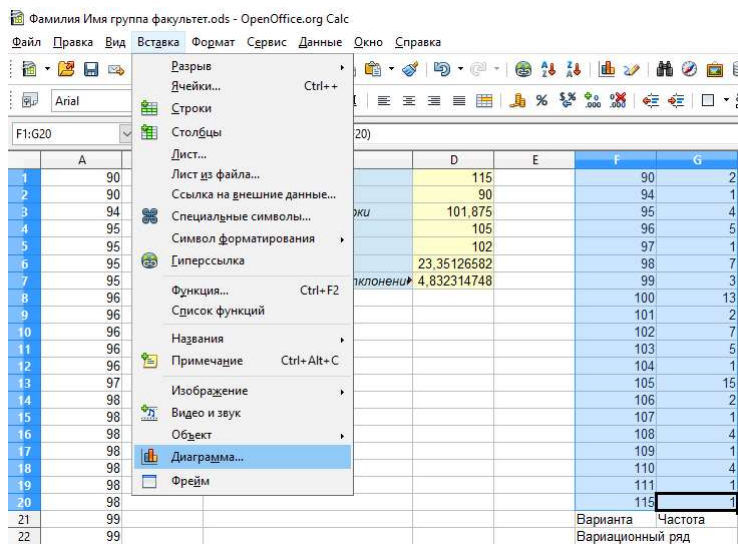 Фамилия Имя группа факультет.ods - OpenOffice.org Calc
Файл Правка Вид Вставка Формат Сервис Данные Окно Справка
Arial
F1:G20
20)
Разрыв
Ячейки... Ctrl++
Строки
Столбцы
Лист...
Лист из файла...
Ссылка на внешние данные...
Специальные символы...
Символ форматирования
Гиперссылка
Функция... Ctrl+F2
Список функций
Названия
Примечание Ctrl+Alt+C
Изображение
Видео и звук
Объект
Диаграмма...
Фрейм
A D E F G
1 90 115 90 2
2 90 90 94 1
3 94 рки 101,875 95 4
4 95 105 96 5
5 95 102 97 1
6 95 23,35126582 98 7
7 95 тклонени 4,832314748 99 3
8 96 100 13
9 96 101 2
10 96 102 7
11 96 103 5
12 96 104 1
13 97 105 15
14 98 106 2
15 98 107 1
16 98 108 4
17 98 109 1
18 98 110 4
19 98 111 1
20 98 115 1
21 99 Варианта Частота
22 99 Вариационный ряд